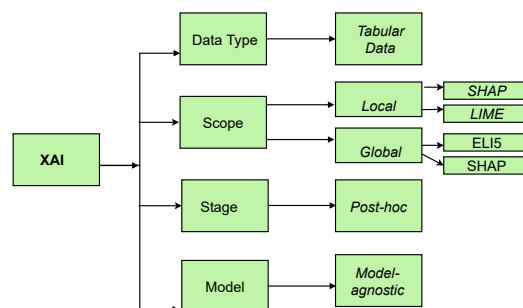 Data Type
Tabular
Data
SHAP
Local
LIME
Scope
ELI5
Global
SHAP
XAI
Stage
Post-hoc
Model
Model-
agnostic